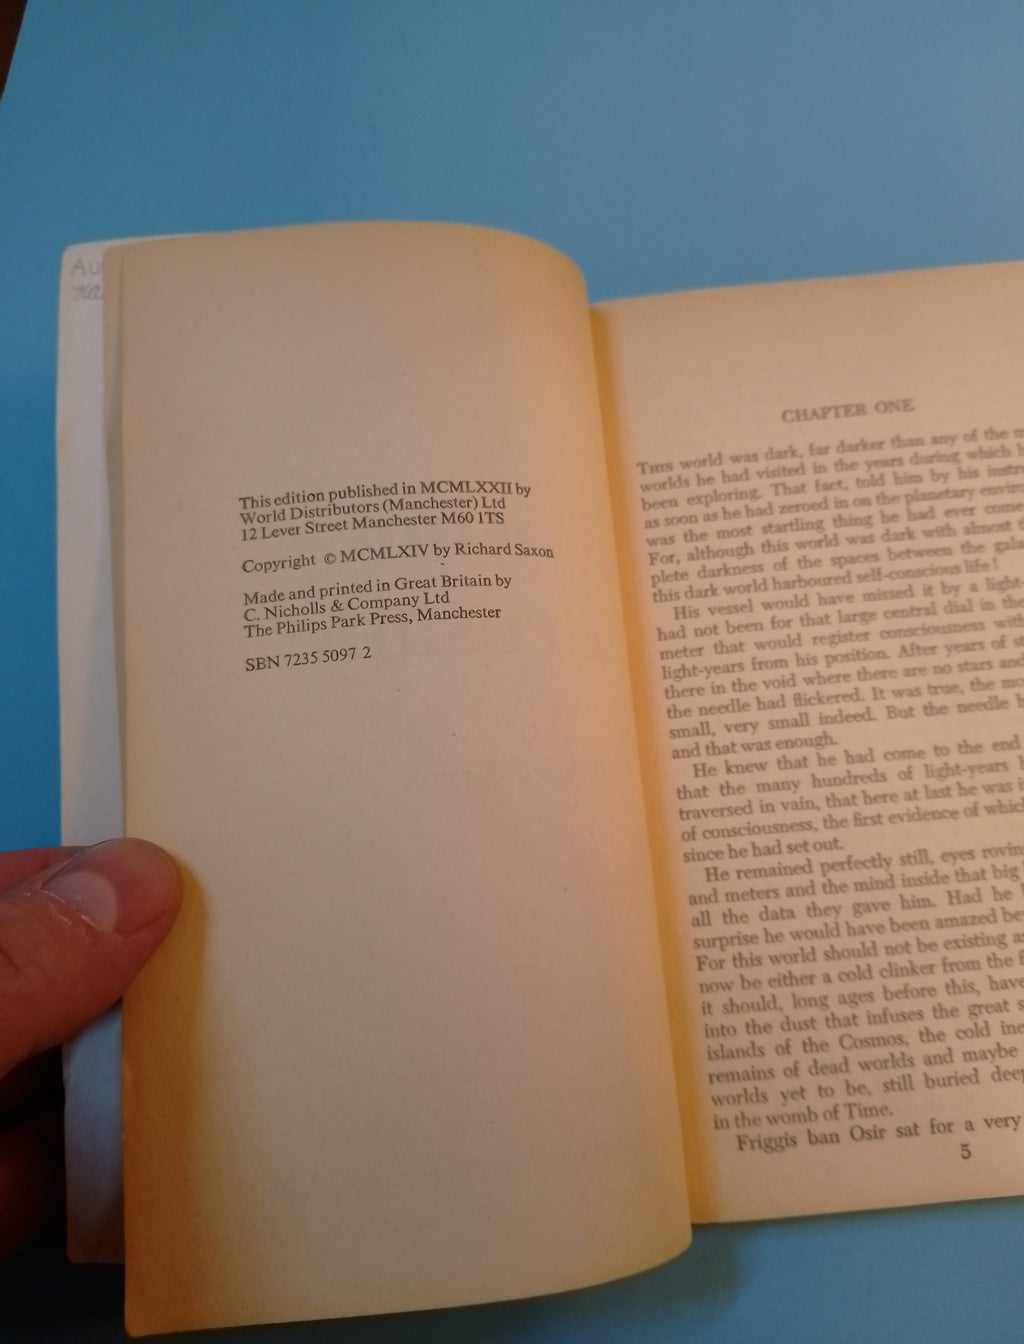 Au
This edition published in MCMLXXII by
World Distributors (Manchester) Ltd
12 Lever Street Manchester M60 1TS
Copyright © MCMLXIV by Richard Saxon
Made and printed in Great Britain by
C. Nicholls & Company Ltd
The Philips Park Press, Manchester
SBN 7235 5097 2
CHAPTER ONE
THIS world was dark, far darker than any of the
worlds he had visited in the years during which
been exploring. That fact, told him by his
as soon as he had zeroed in on the planetary
was the most startling thing he had ever
For, although this world was dark with almost
plete darkness of the spaces between the
this dark world harboured self-conscious life!
His vessel would have missed it by a
had not been for that large central dial in
meter that would register consciousness
light-years from his position. After years of
there in the void where there are no stars
the needle had flickered. It was true, the
small, very small indeed. But the needle
and that was enough.
He knew that he had come to the end
that the many hundreds of light-years
traversed in vain, that here at last he was
of consciousness, the first evidence of
since he had set out.
He remained perfectly still, eyes
and meters and the mind inside that big
all the data they gave him. Had he
surprise he would have been amazed
For this world should not be existing
now be either a cold clinker from the
it should, long ages before this, have
into the dust that infuses the great
islands of the Cosmos, the cold
remains of dead worlds and maybe
worlds yet to be, still buried
in the womb of Time.
Friggis ban Osir sat for a very
5